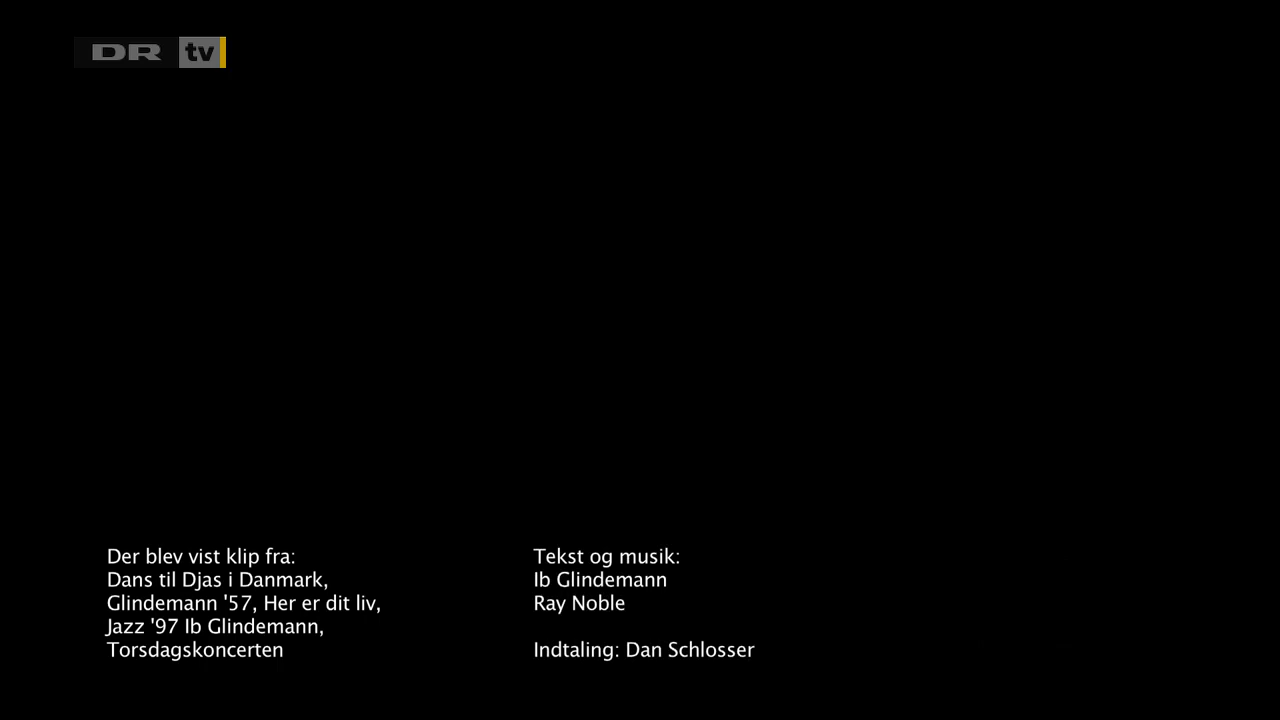 DR tv
Der blev vist klip fra:
Dans til Djas i Danmark,
Glindemann '57, Her er dit liv,
Jazz '97 Ib Glindemann,
Torsdagskoncerten
Tekst og musik:
Ib Glindemann
Ray Noble
Indtaling: Dan Schlosser